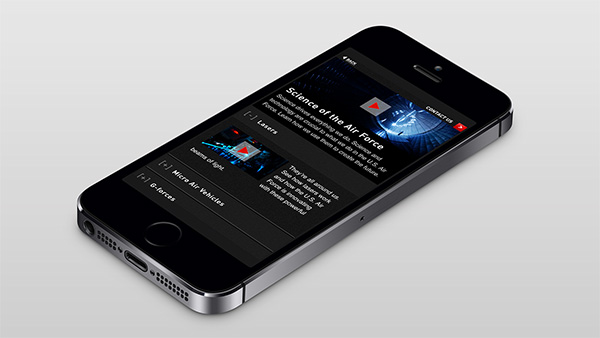 BACK
CONTACT US
Science of the Air Force
Science drives everything we do. Science and
technology are crucial to what we do in the U.S. Air
Force. Learn how we use them to create the future.
[-] Lasers
They're all around us.
See how lasers work
and how the U.S. Air
Force is innovating
with these powerful
beams of light.
[+] Micro Air Vehicles
[+] G-forces